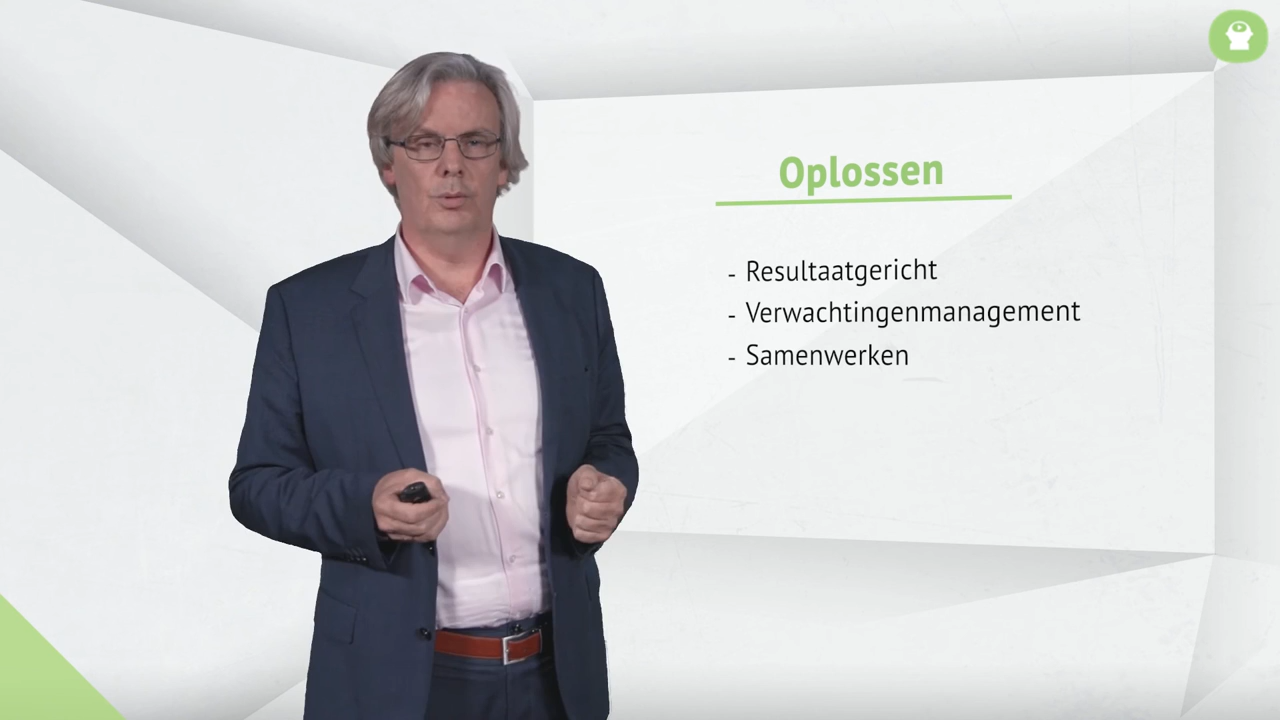 Oplossen
- Resultaatgericht
- Verwachtingenmanagement
- Samenwerken